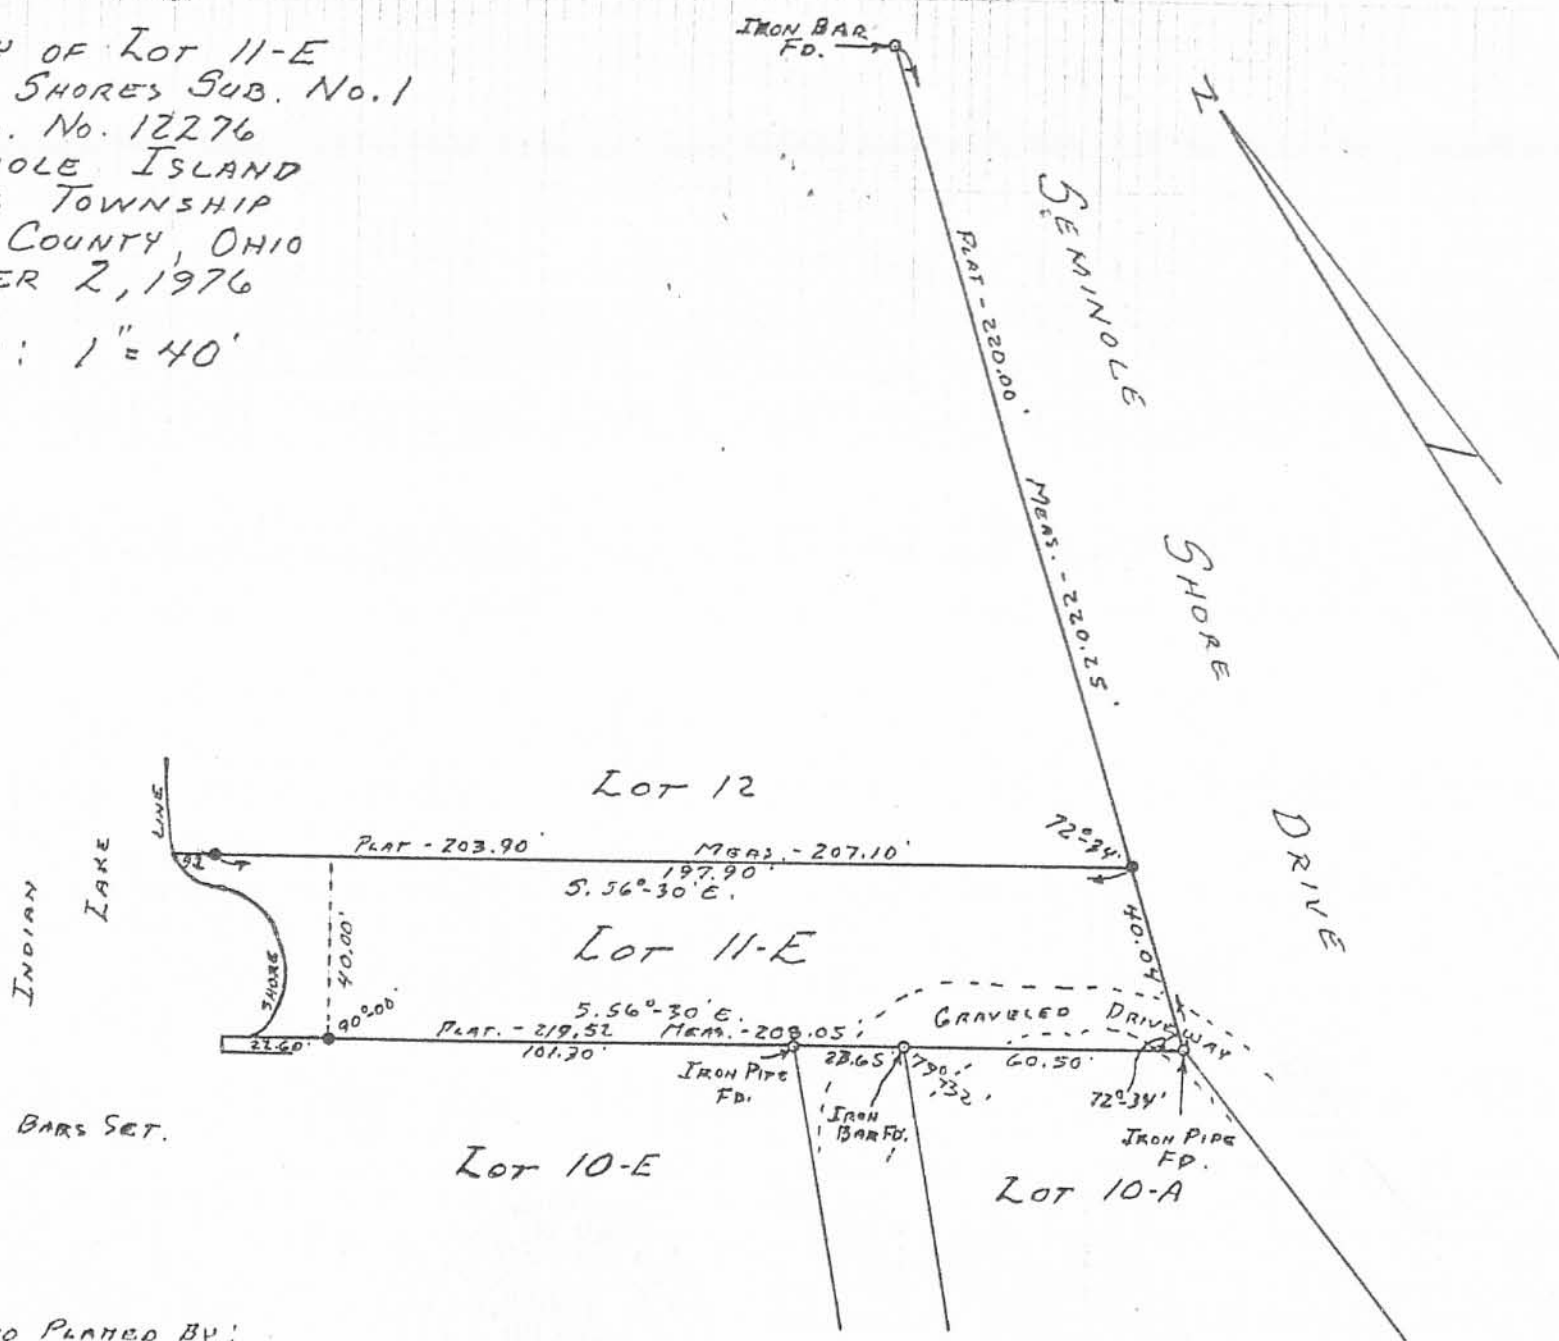 OF LOT 11-E
SHORES SUB. No. 1
. No. 12276
OLE ISLAND
TOWNSHIP
COUNTY, OHIO
ER 2, 1976
: 1" = 40'
IRON BAR
FD.
SEMINOLE
SHORE
DRIVE
PLAT - 220.00'
MEAS. - 220.25'
LOT 12
LINE
PLAT - 203.90'
MEAS. - 207.10'
72°-34'
197.90'
S. 56°-30' E.
INDIAN
LAKE
40.00'
LOT 11-E
40.04'
SHORE
90°-00'
S. 56°-30' E.
PLAT. - 219.52
MEAS. - 208.05
GRAVELED DRIVEWAY
22.60'
101.30'
23.65'
60.50'
IRON PIPE
FD.
IRON
BAR FD.
72°-34'
IRON PIPE
FD.
BARS SET.
LOT 10-E
LOT 10-A
PLANED BY: